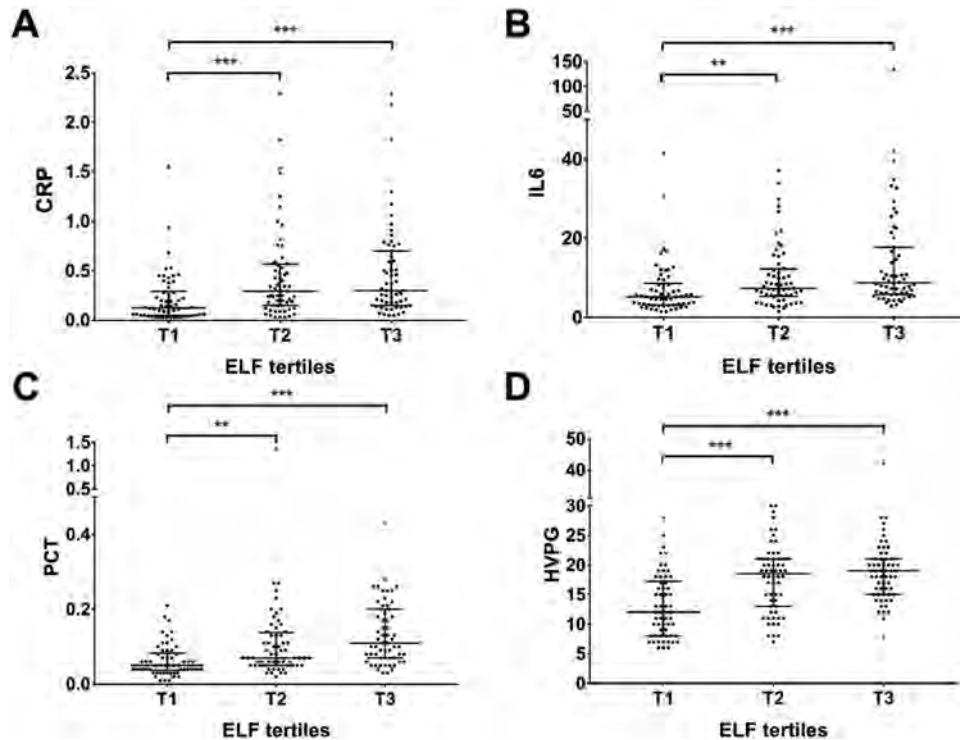 A
***
***
2.5
2.0
1.5
1.0
0.5
0.0
CRP
T1 T2 T3
ELF tertiles
B
***
**
150
100
50
40
20
0
IL6
T1 T2 T3
ELF tertiles
C
***
**
1.5
1.0
0.5
0.4
0.2
0.0
PCT
T1 T2 T3
ELF tertiles
D
***
***
50
40
30
25
20
15
10
5
0
HVPG
T1 T2 T3
ELF tertiles